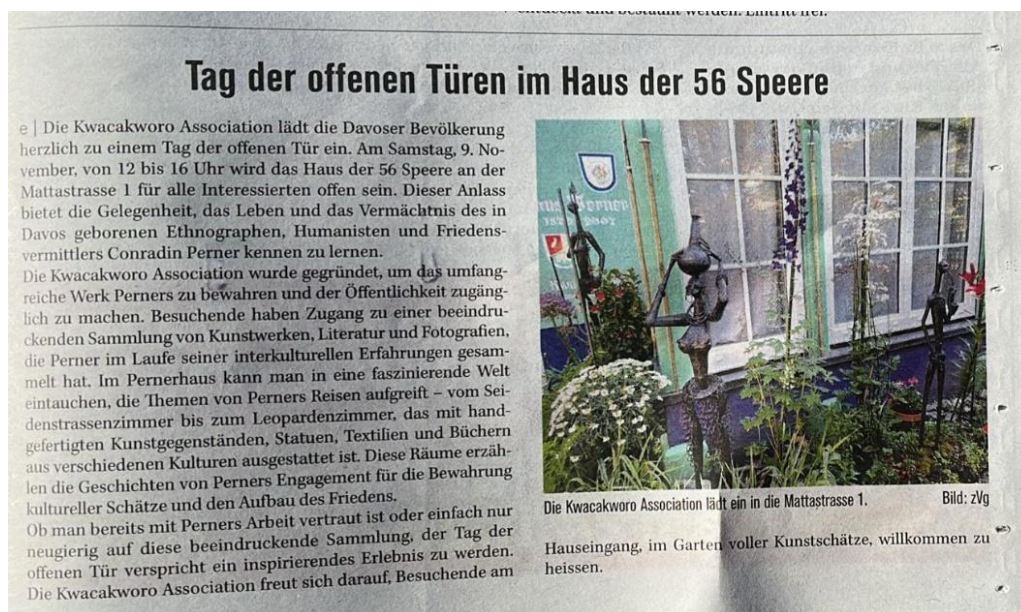 entdeckt und bestaunt werden. Eintritt frei.
Tag der offenen Türen im Haus der 56 Speere
e | Die Kwacakworo Association lädt die Davoser Bevölkerung
herzlich zu einem Tag der offenen Tür ein. Am Samstag, 9. No-
vember, von 12 bis 16 Uhr wird das Haus der 56 Speere an der
Mattastrasse 1 für alle Interessierten offen sein. Dieser Anlass
bietet die Gelegenheit, das Leben und das Vermächtnis des in
Davos geborenen Ethnographen, Humanisten und Friedens-
vermittlers Conradin Perner kennen zu lernen.
Die Kwacakworo Association wurde gegründet, um das umfang-
reiche Werk Perners zu bewahren und der Öffentlichkeit zugäng-
lich zu machen. Besuchende haben Zugang zu einer beeindru-
ckenden Sammlung von Kunstwerken, Literatur und Fotografien,
die Perner im Laufe seiner interkulturellen Erfahrungen gesam-
melt hat. Im Pernerhaus kann man in eine faszinierende Welt
eintauchen, die Themen von Perners Reisen aufgreift – vom Sei-
denstrassenzimmer bis zum Leopardenzimmer, das mit hand-
gefertigten Kunstgegenständen, Statuen, Textilien und Büchern
aus verschiedenen Kulturen ausgestattet ist. Diese Räume erzäh-
len die Geschichten von Perners Engagement für die Bewahrung
kultureller Schätze und den Aufbau des Friedens.
Ob man bereits mit Perners Arbeit vertraut ist oder einfach nur
neugierig auf diese beeindruckende Sammlung, der Tag der
offenen Tür verspricht ein inspirierendes Erlebnis zu werden.
Die Kwacakworo Association freut sich darauf, Besuchende am
Perner
Die Kwacakworo Association lädt ein in die Mattastrasse 1. Bild: zVg
Hauseingang, im Garten voller Kunstschätze, willkommen zu
heissen.